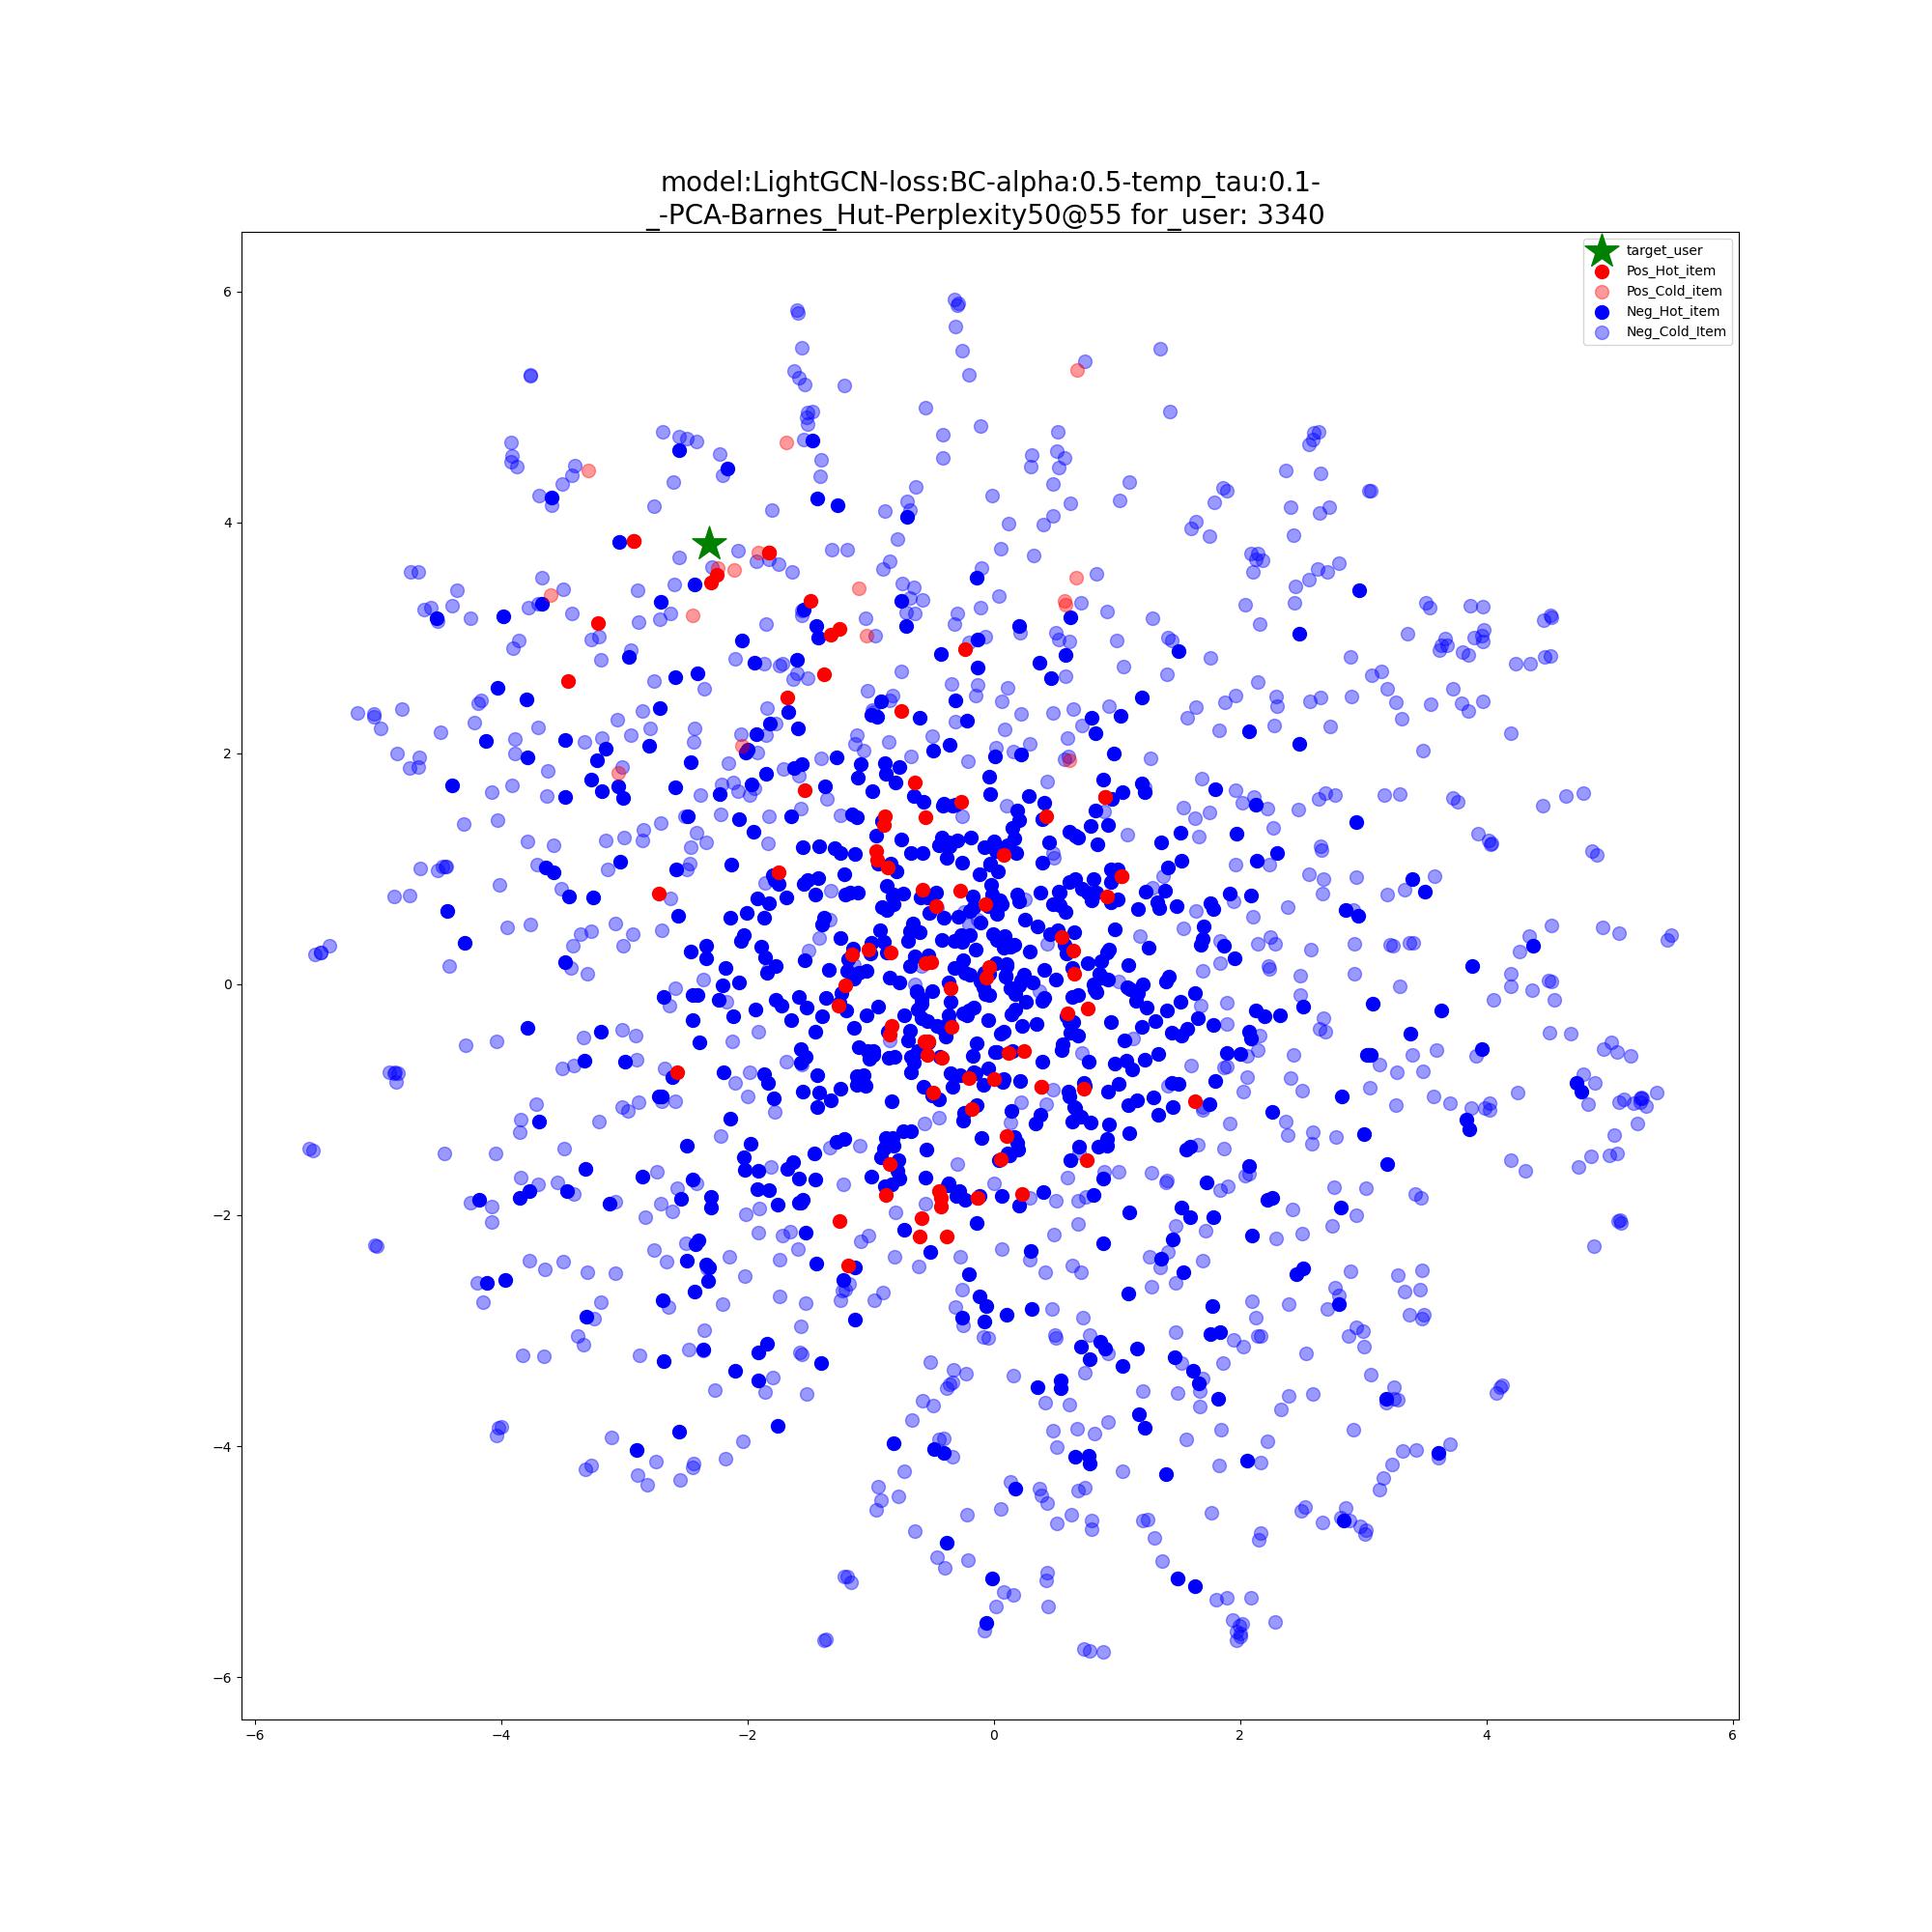 model:LightGCN-loss:BC-alpha:0.5-temp_tau:0.1-
_-PCA-Barnes_Hut-Perplexity50@55 for_user: 3340
target_user
Pos_Hot_item
Pos_Cold_item
Neg_Hot_item
Neg_Cold_Item
6
4
2
0
−2
−4
−6
−6 −4 −2 0 2 4 6